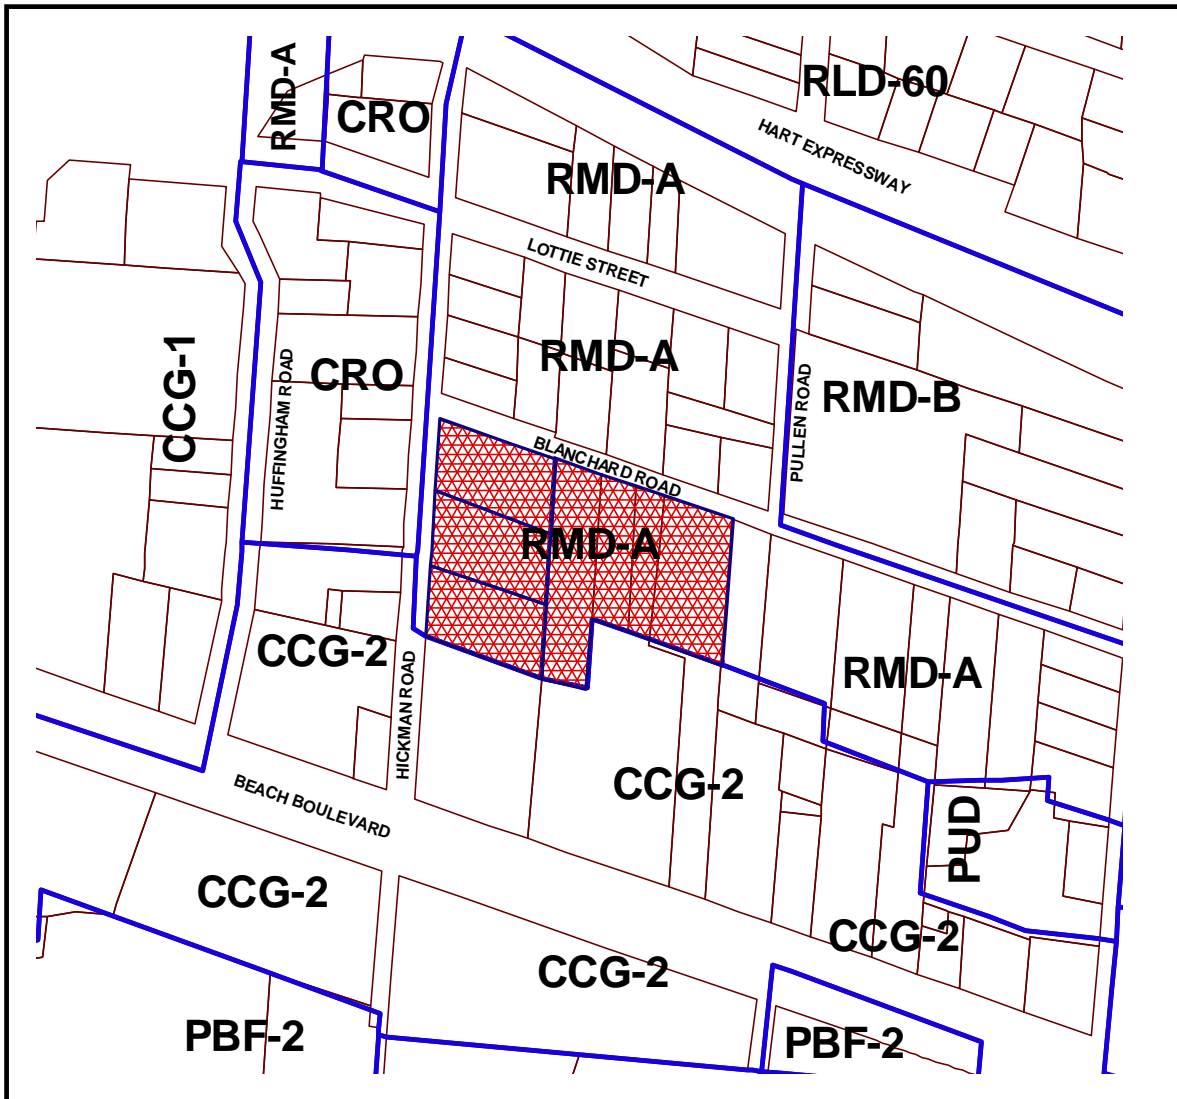 RMD-A
CRO
RLD-60
HART EXPRESSWAY
RMD-A
LOTTIE STREET
CCG-1
HUFFINGHAM ROAD
CRO
RMD-A
PULLEN ROAD
RMD-B
BLANCHARD ROAD
RMD-A
CCG-2
HICKMAN ROAD
RMD-A
BEACH BOULEVARD
CCG-2
PUD
CCG-2
CCG-2
CCG-2
PBF-2
PBF-2